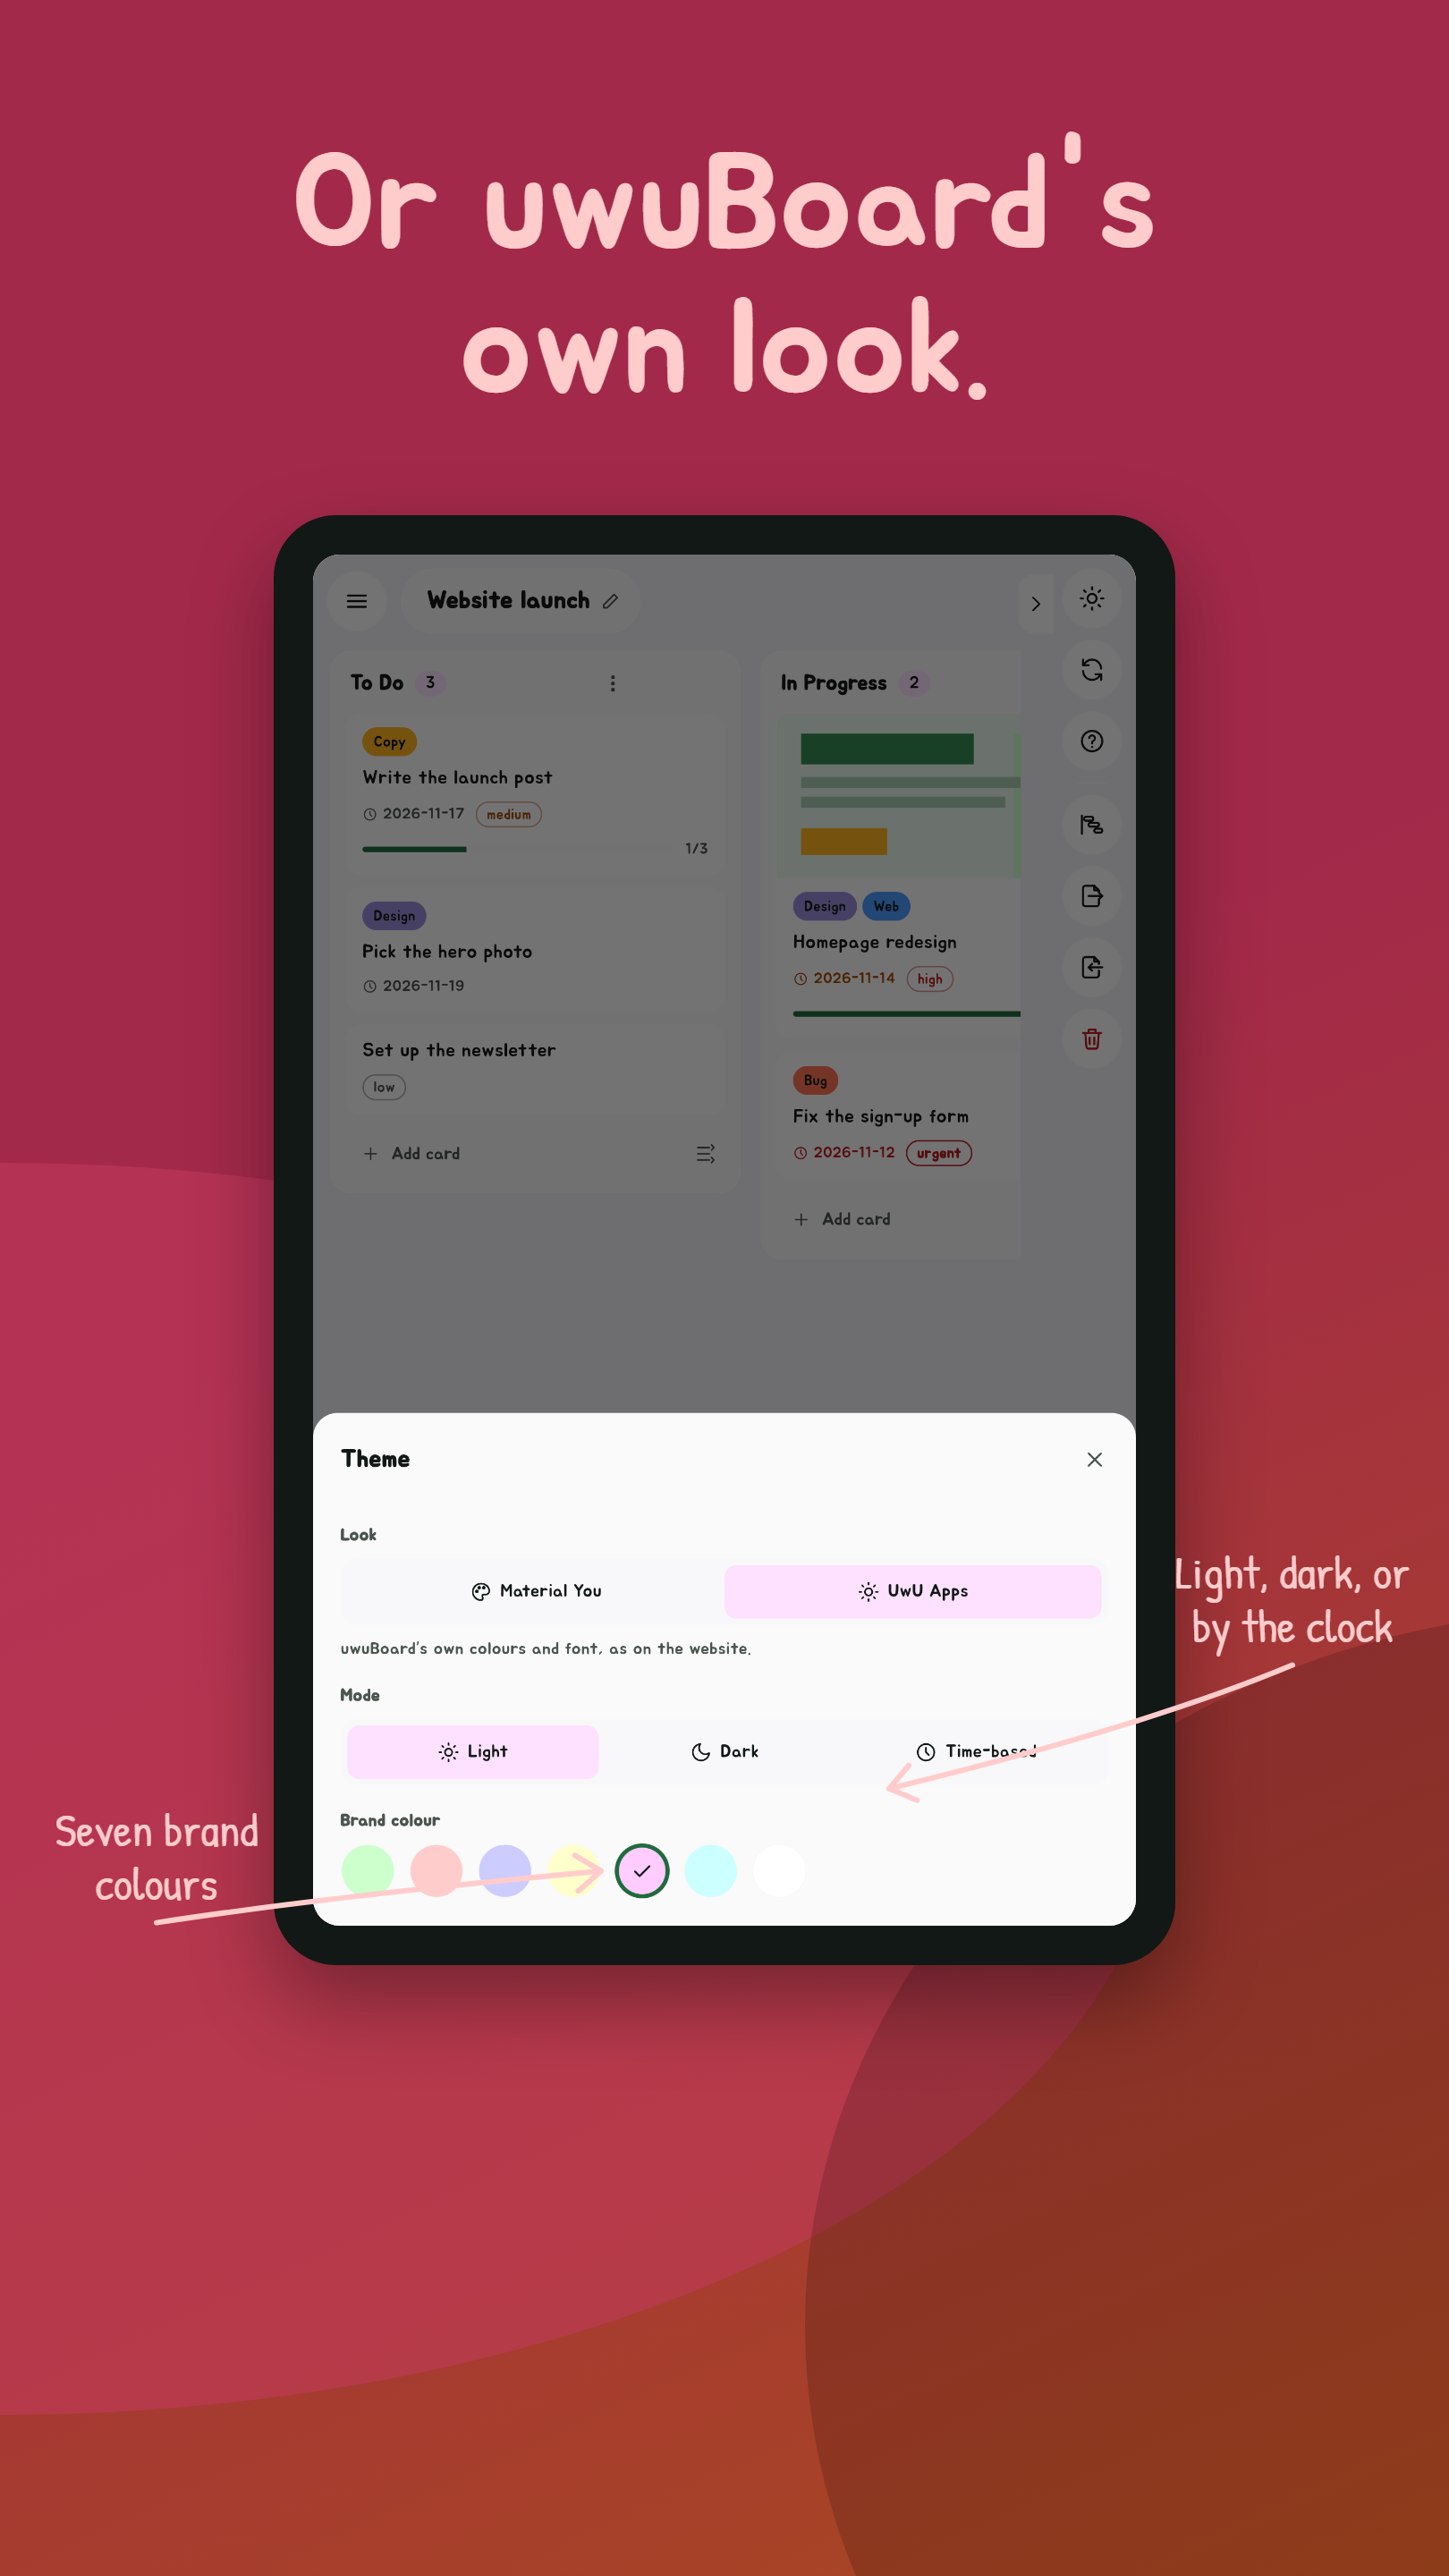 Or uwuBoard's
own look.
Website launch
To Do 3
Copy
Write the launch post
2026-11-17 medium
1/3
Design
Pick the hero photo
2026-11-19
Set up the newsletter
low
Add card
In Progress 2
Design Web
Homepage redesign
2026-11-14 high
Bug
Fix the sign-up form
2026-11-12 urgent
Add card
Theme
Look
Material You UwU Apps
uwuBoard's own colours and font, as on the website.
Mode
Light Dark Time-based
Brand colour
Light, dark, or
by the clock
Seven brand
colours